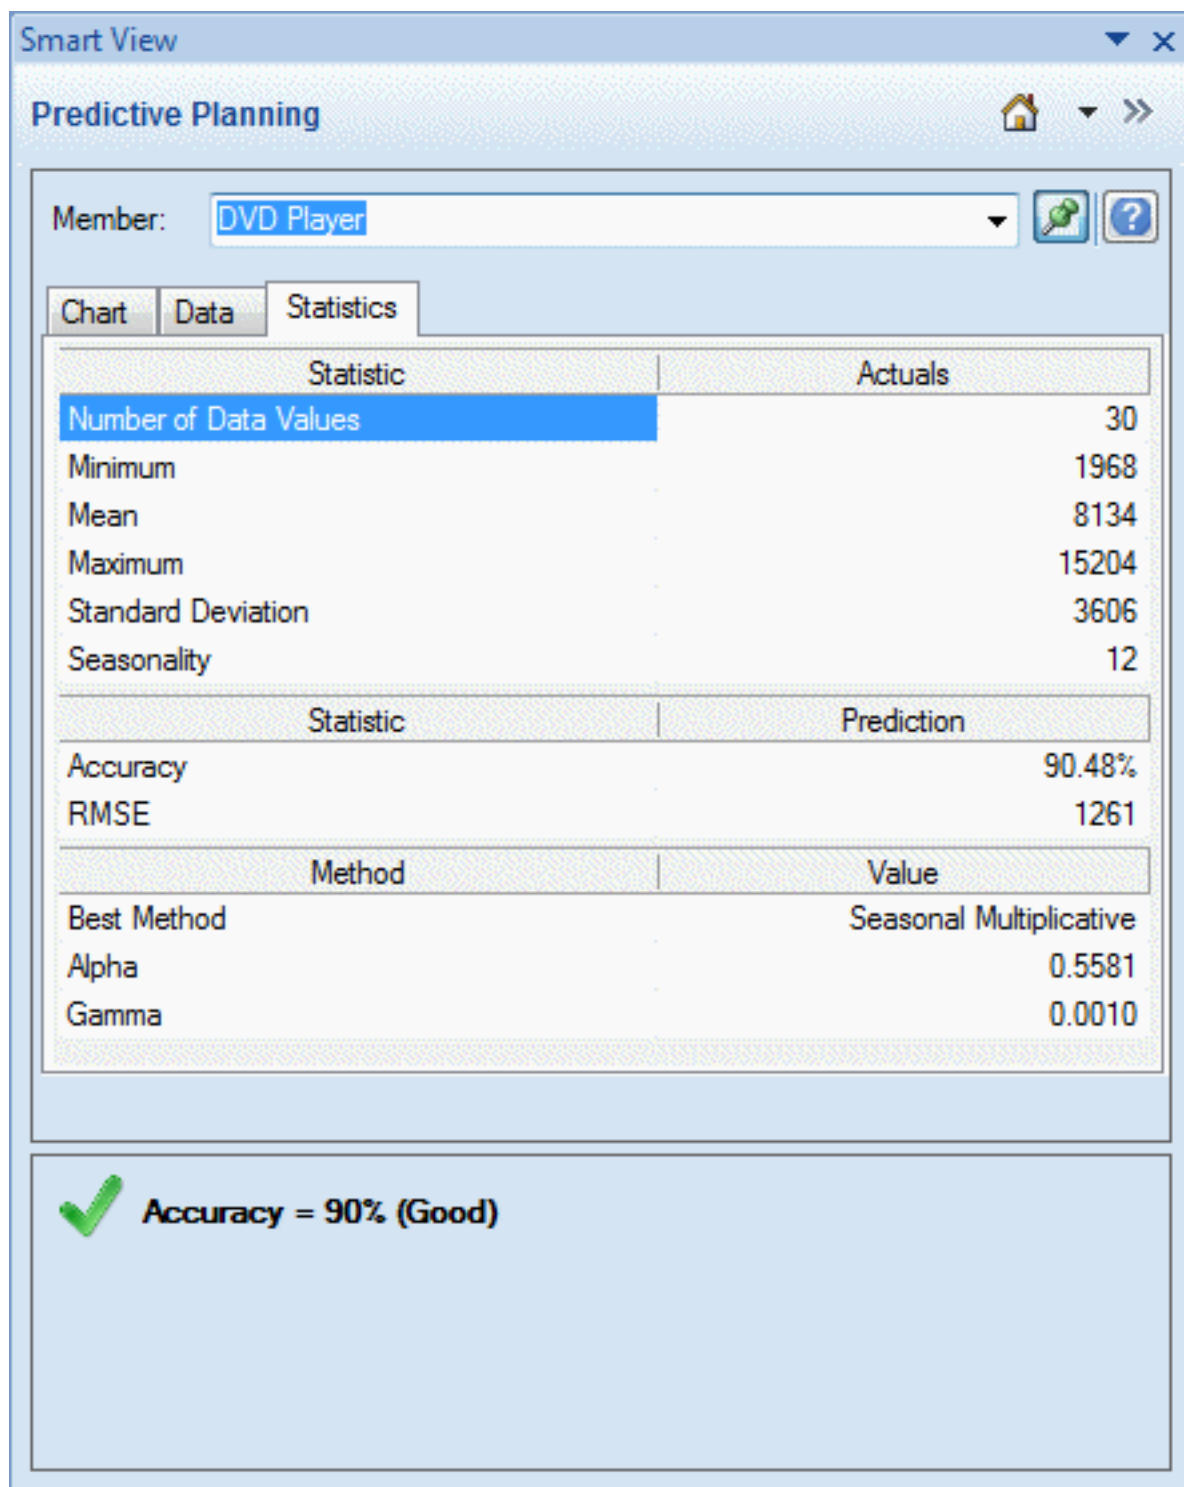 Smart View
Predictive Planning
Member: DVD Player
Chart Data Statistics
Statistic Actuals
Number of Data Values 30
Minimum 1968
Mean 8134
Maximum 15204
Standard Deviation 3606
Seasonality 12
Statistic Prediction
Accuracy 90.48%
RMSE 1261
Method Value
Best Method Seasonal Multiplicative
Alpha 0.5581
Gamma 0.0010
Accuracy = 90% (Good)